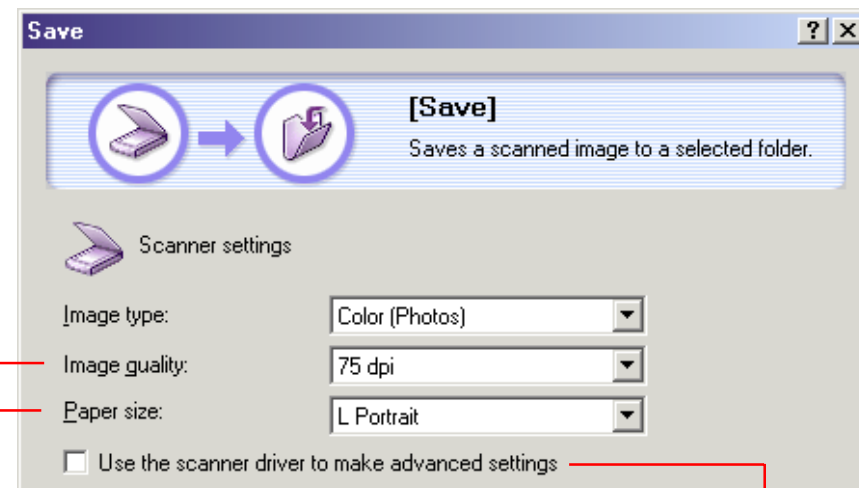 Save
[Save]
Saves a scanned image to a selected folder.
Scanner settings
Image type: Color (Photos)
Image guality: 75 dpi
Paper size: L Portrait
Use the scanner driver to make advanced settings